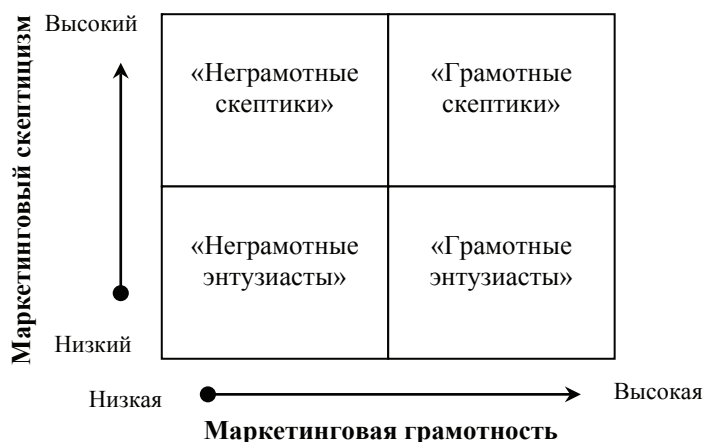 Маркетинговый скептицизм
Высокий
«Неграмотные
скептики»
«Грамотные
скептики»
«Неграмотные
энтузиасты»
«Грамотные
энтузиасты»
Низкий
Низкая
Высокая
Маркетинговая грамотность